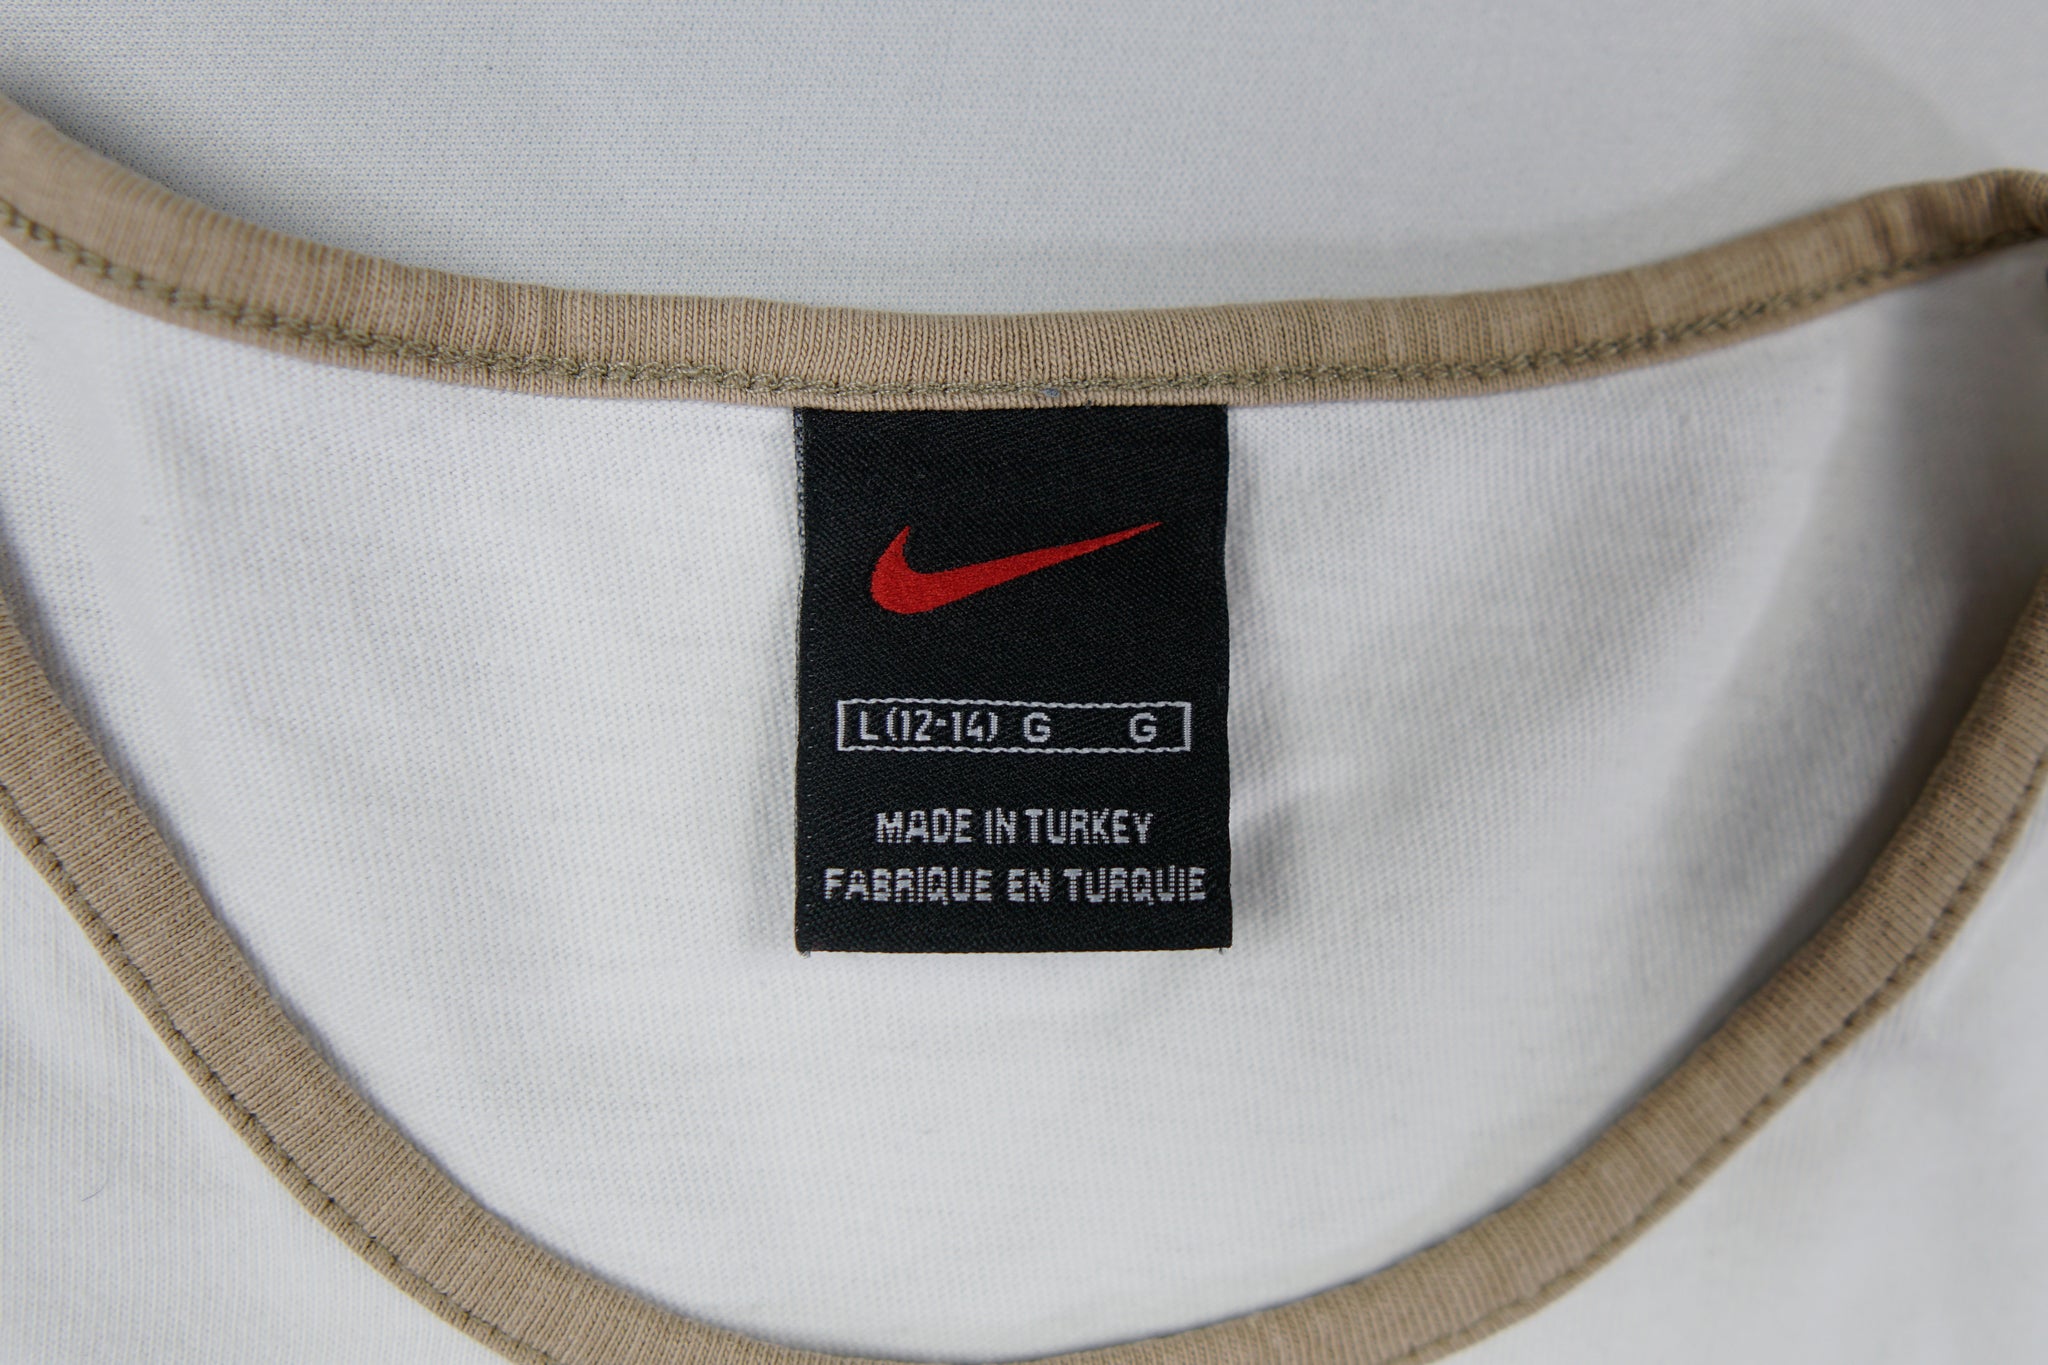 L(12-14) G G
MADE IN TURKEY
FABRIQUE EN TURQUIE